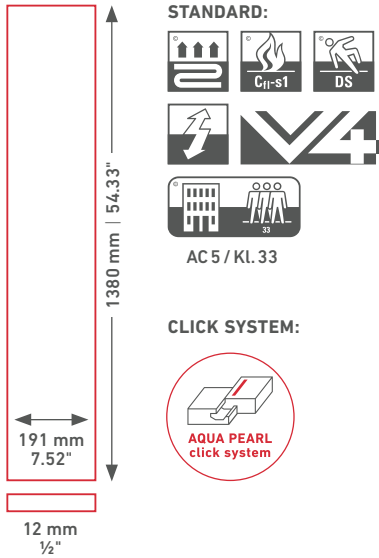 STANDARD:
©
©
Cfl-s1
©
DS
V4+
©
33
AC 5 / Kl. 33
1380 mm | 54.33"
CLICK SYSTEM:
AQUA PEARL
click system
191 mm
7.52"
12 mm
½"